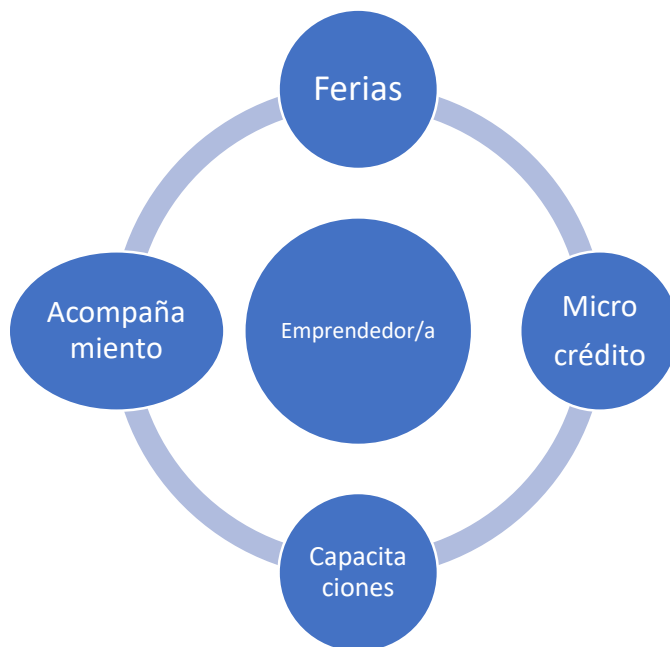 Ferias
Acompaña
miento
Emprendedor/a
Micro
crédito
Capacita
ciones